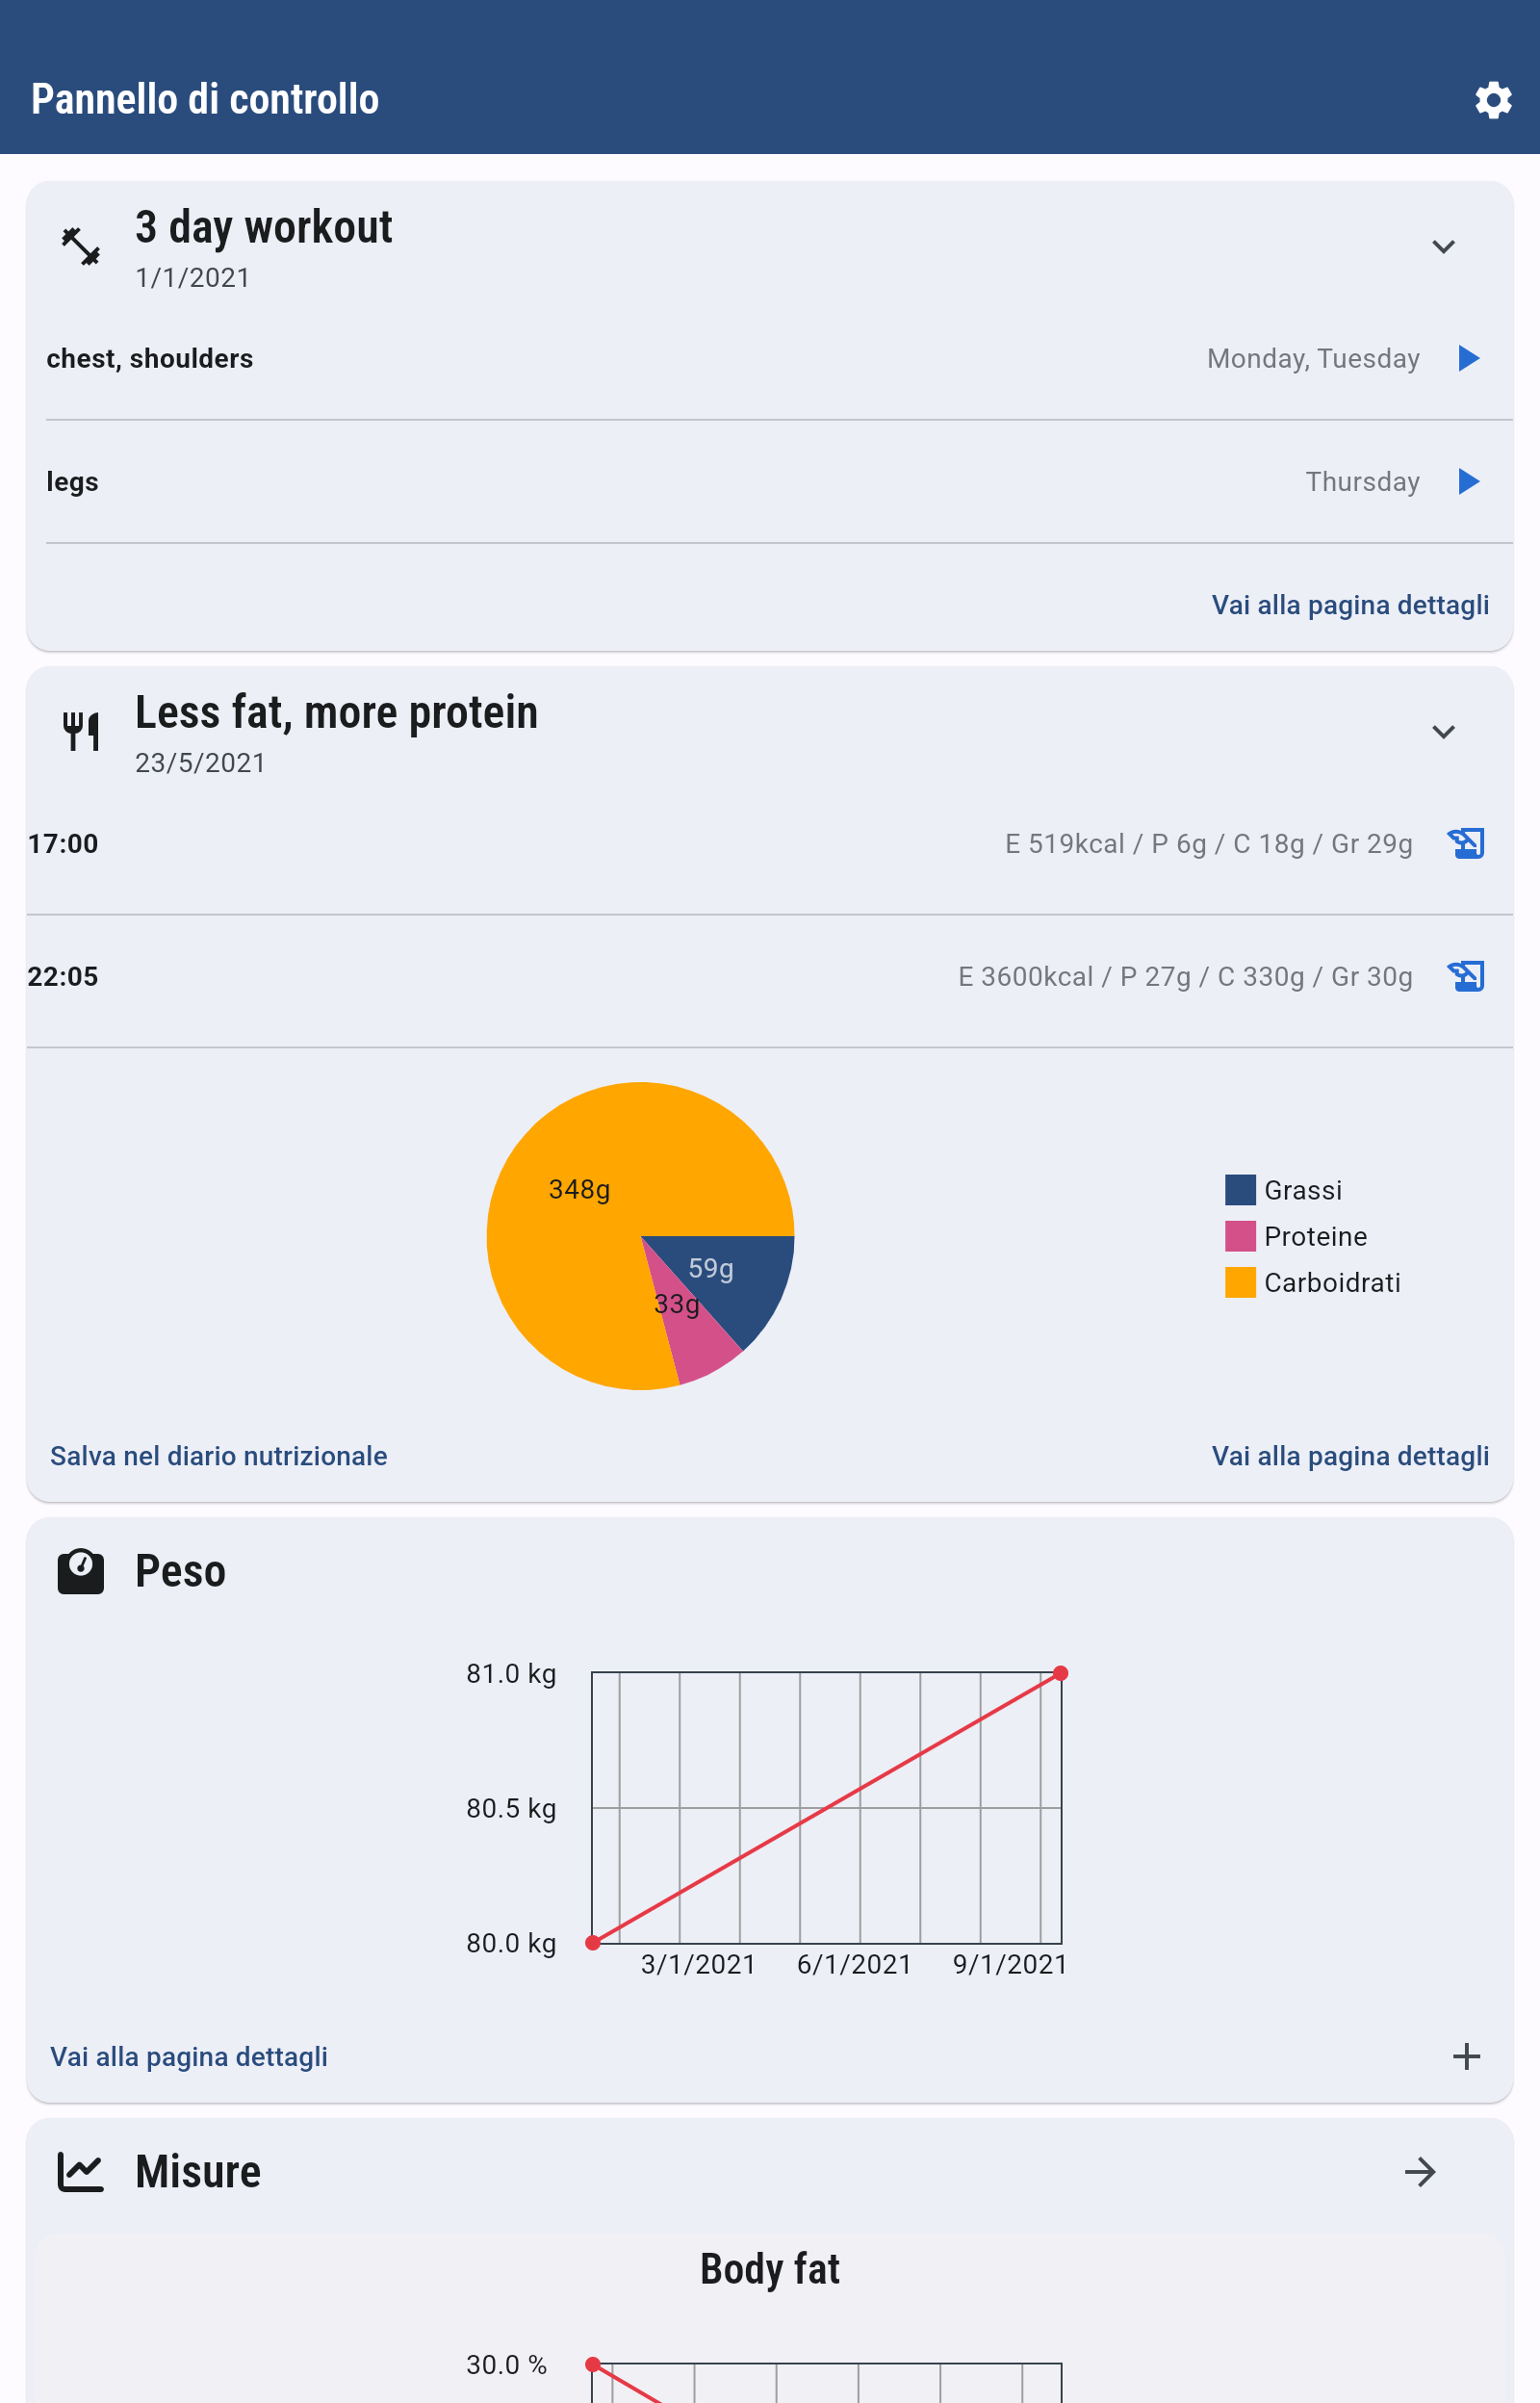 Pannello di controllo
3 day workout
1/1/2021
chest, shoulders Monday, Tuesday
legs Thursday
Vai alla pagina dettagli
Less fat, more protein
23/5/2021
17:00 E 519kcal / P 6g / C 18g / Gr 29g
22:05 E 3600kcal / P 27g / C 330g / Gr 30g
348g
59g
33g
Grassi
Proteine
Carboidrati
Salva nel diario nutrizionale Vai alla pagina dettagli
Peso
81.0 kg
80.5 kg
80.0 kg
3/1/2021 6/1/2021 9/1/2021
Vai alla pagina dettagli
Misure
Body fat
30.0 %